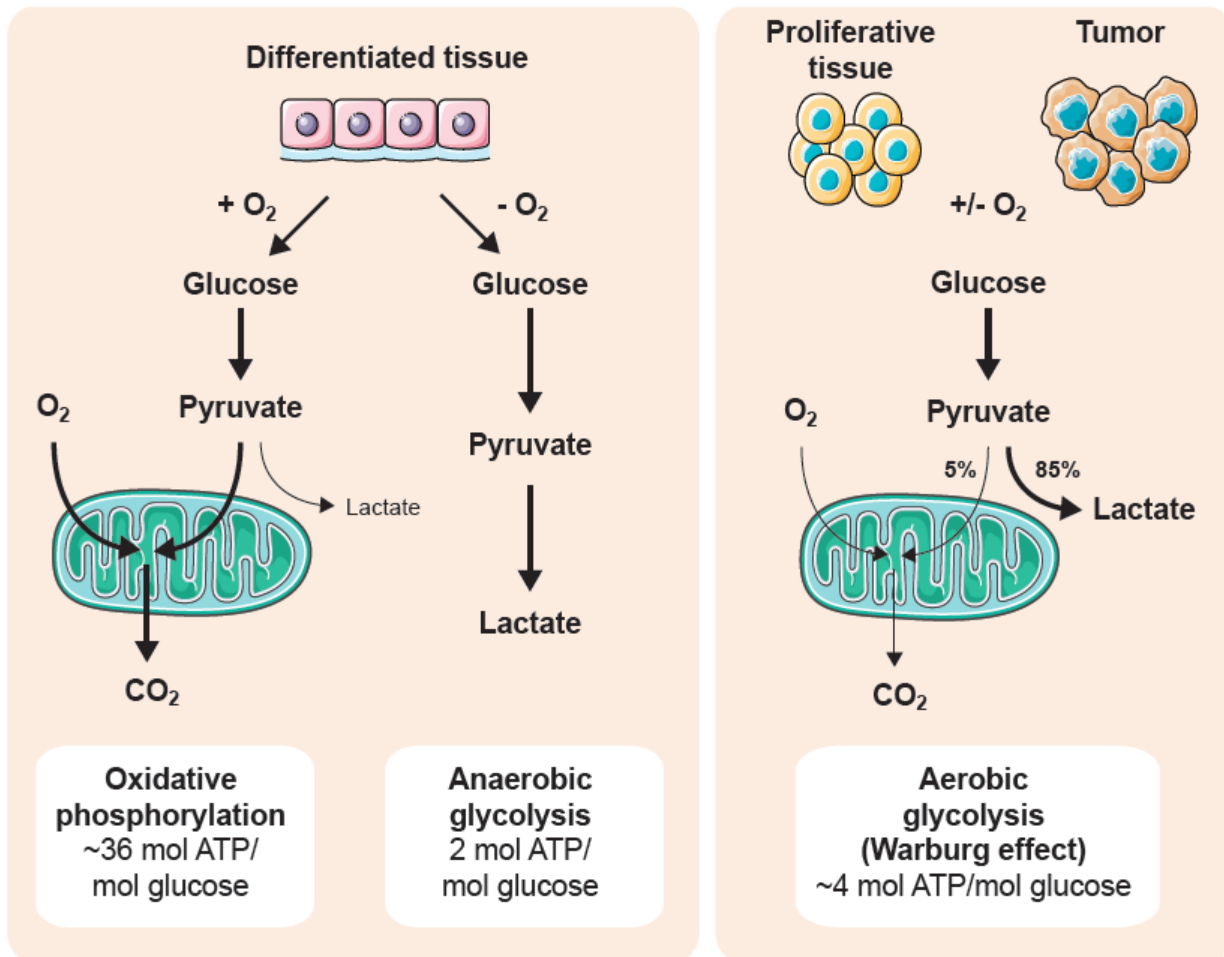 Differentiated tissue
+ O₂
- O₂
Glucose
Glucose
O₂
Pyruvate
Pyruvate
Lactate
Lactate
CO₂
Oxidative
phosphorylation
~36 mol ATP/
mol glucose
Anaerobic
glycolysis
2 mol ATP/
mol glucose
Proliferative
tissue
Tumor
+/- O₂
Glucose
O₂
Pyruvate
5%
85%
Lactate
CO₂
Aerobic
glycolysis
(Warburg effect)
~4 mol ATP/mol glucose